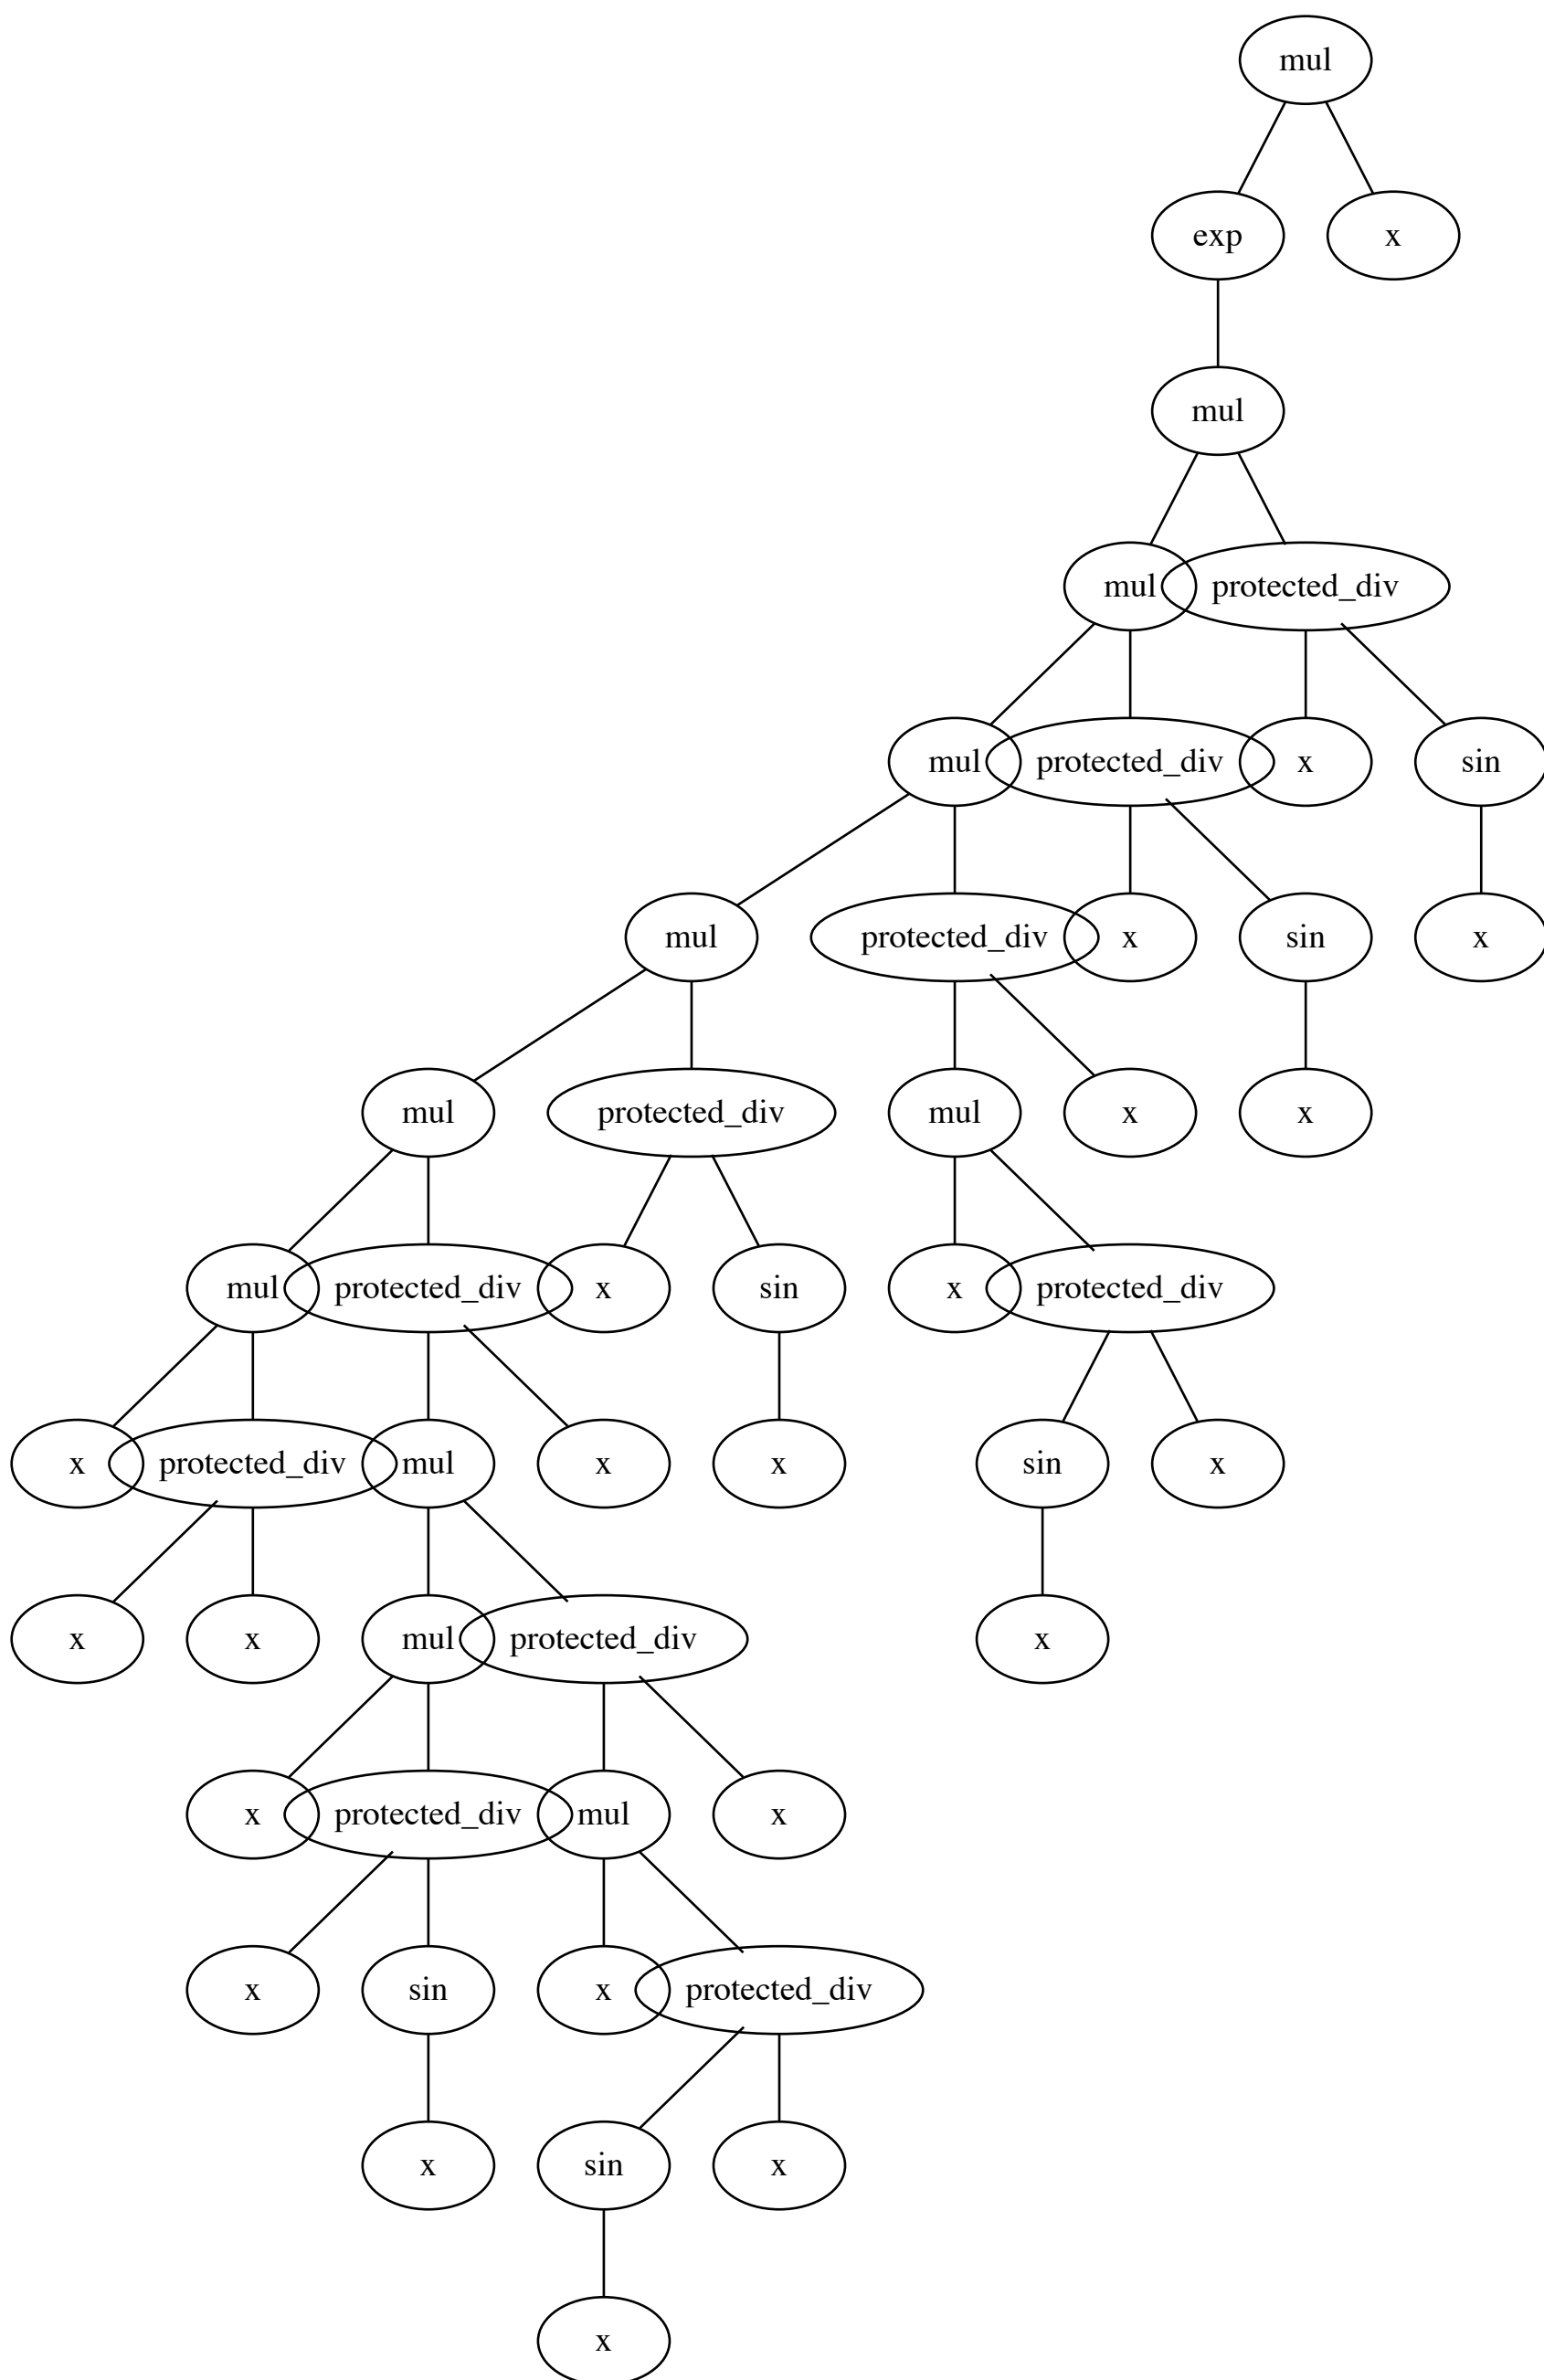 mul
exp x
mul
mul protected_div
mul protected_div x sin
mul protected_div x sin x
mul protected_div mul x x
mul protected_div x sin x protected_div
x protected_div mul x x sin x
x x mul protected_div x
x protected_div mul x
x sin x protected_div
x sin x
x